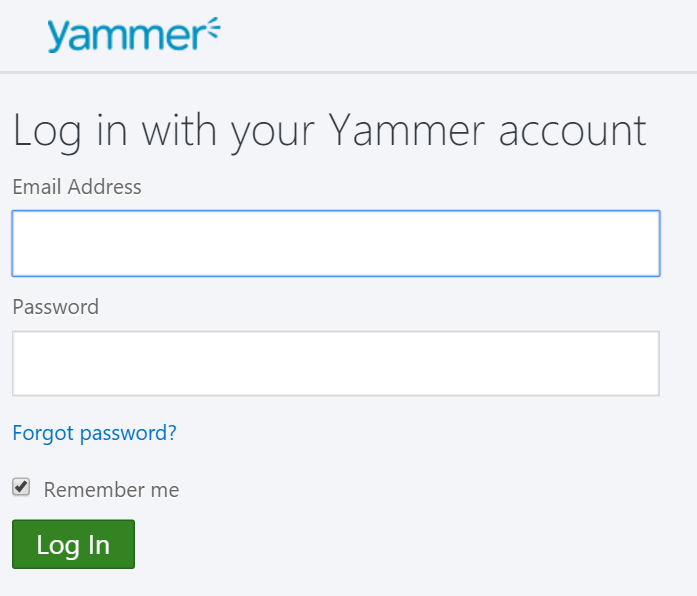 yammer
Log in with your Yammer account
Email Address
Password
Forgot password?
Remember me
Log In